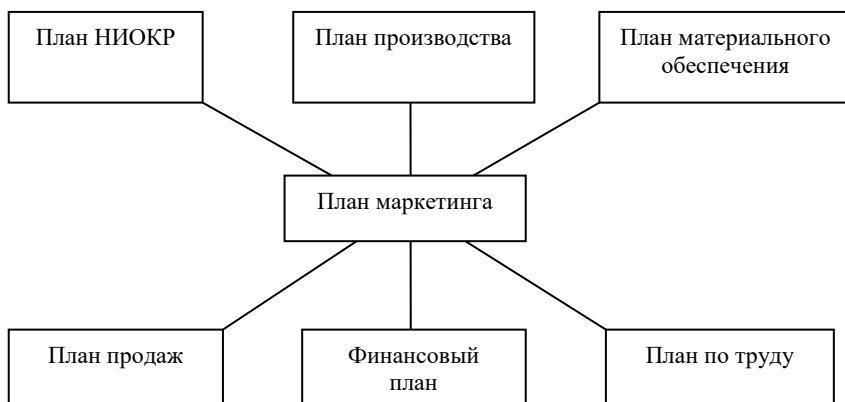 План НИОКР
План производства
План материального
обеспечения
План маркетинга
План продаж
Финансовый
план
План по труду